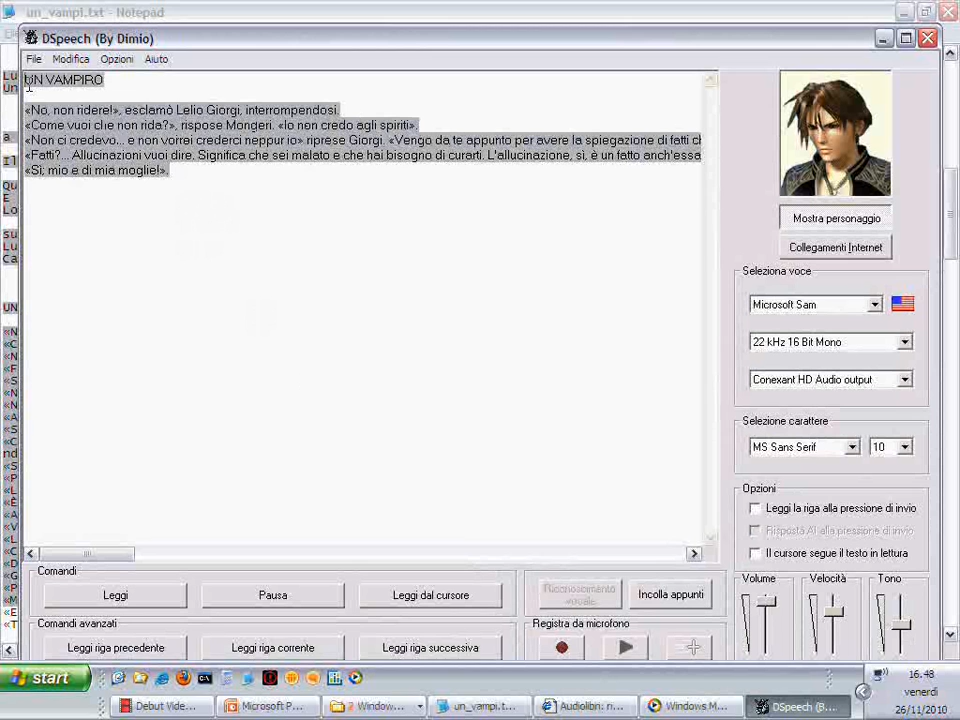 un_vampi.txt - Notepad
DSpeech (By Dimio)
File Modifica Opzioni Aiuto
UN VAMPIRO
«No, non ridere!», esclamò Lelio Giorgi, interrompendosi.
«Come vuoi che non rida?», rispose Mongeri. «Io non credo agli spiriti».
«Non ci credevo... e non vorrei crederci neppur io» riprese Giorgi. «Vengo da te appunto per avere la spiegazione di fatti ch
«Fatti?... Allucinazioni vuoi dire. Significa che sei malato e che hai bisogno di curarti. L'allucinazione, sì, è un fatto anch'essa
«Sì; mio e di mia moglie!».
Mostra personaggio
Collegamenti Internet
Seleziona voce
Microsoft Sam
22 kHz 16 Bit Mono
Conexant HD Audio output
Selezione carattere
MS Sans Serif 10
Opzioni
Leggi la riga alla pressione di invio
Risposta AI alla pressione di invio
Il cursore segue il testo in lettura
Volume Velocità Tono
Comandi
Leggi Pausa Leggi dal cursore
Riconoscimento vocale
Incolla appunti
Comandi avanzati
Leggi riga precedente Leggi riga corrente Leggi riga successiva
Registra da microfono
start
Debut Vide...
Microsoft P...
2 Window...
un_vampi.t...
Audiolibri: n...
Windows M...
DSpeech (B...
16.48
venerdì
26/11/2010